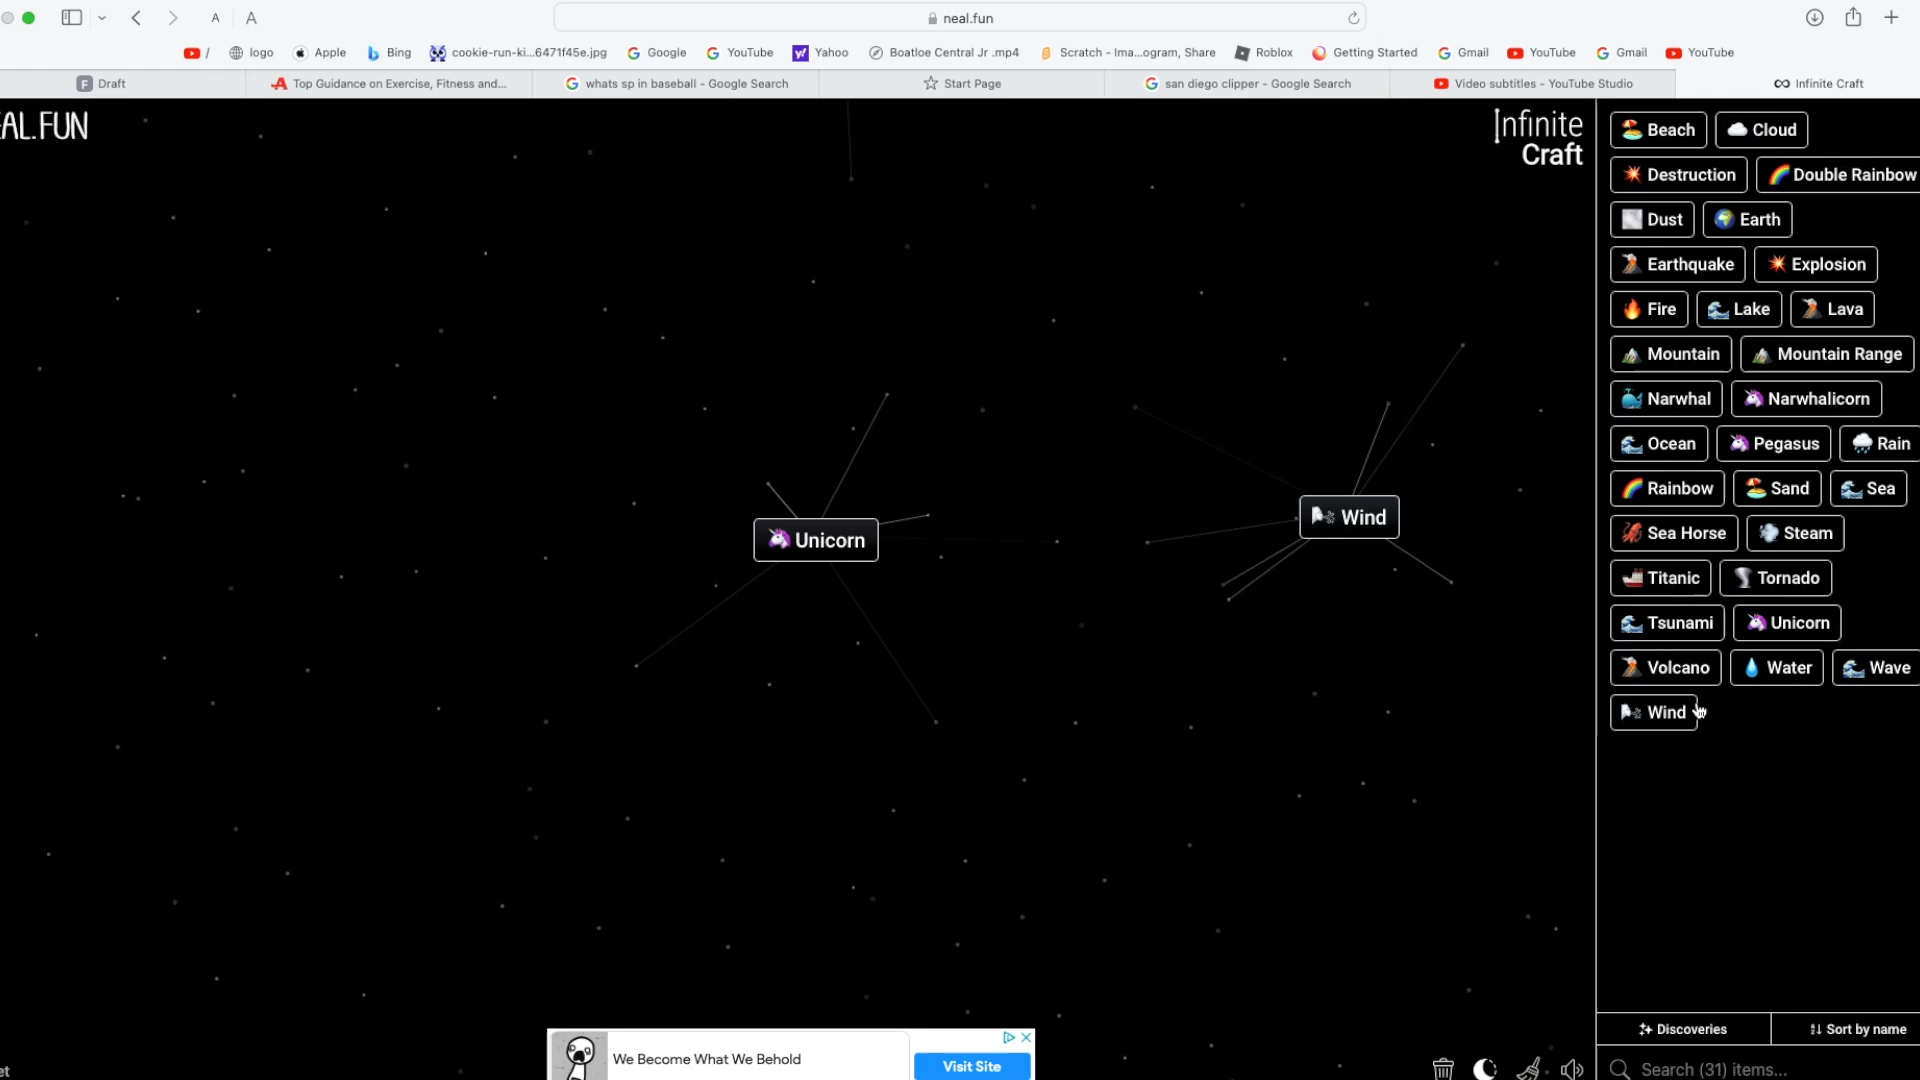 A A neal.fun
/ logo Apple Bing cookie-run-ki...6471f45e.jpg Google YouTube Yahoo Boatloe Central Jr .mp4 Scratch - Ima...ogram, Share Roblox Getting Started Gmail YouTube Gmail YouTube
Draft Top Guidance on Exercise, Fitness and... whats sp in baseball - Google Search Start Page san diego clipper - Google Search Video subtitles - YouTube Studio Infinite Craft
EAL.FUN
Infinite
Craft
Beach Cloud
Destruction Double Rainbow
Dust Earth
Earthquake Explosion
Fire Lake Lava
Mountain Mountain Range
Narwhal Narwhalicorn
Ocean Pegasus Rain
Rainbow Sand Sea
Sea Horse Steam
Titanic Tornado
Tsunami Unicorn
Volcano Water Wave
Wind
Unicorn
Wind
We Become What We Behold
Visit Site
et
Discoveries Sort by name
Search (31) items...